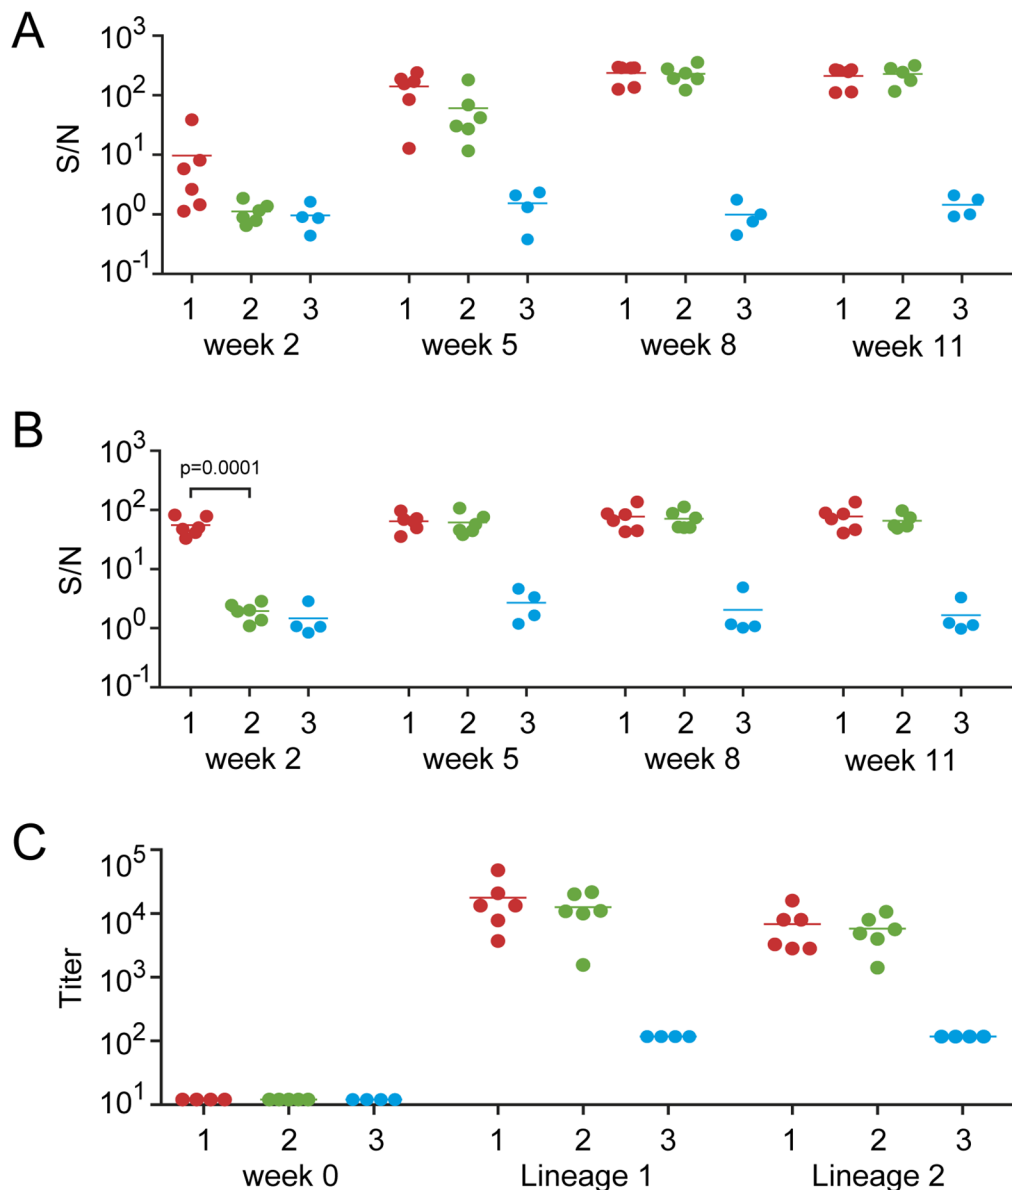 A
10³
10²
10¹
10⁰
10⁻¹
S/N
1 2 3 1 2 3 1 2 3 1 2 3
week 2 week 5 week 8 week 11
B
10³
p=0.0001
10²
10¹
10⁰
10⁻¹
S/N
1 2 3 1 2 3 1 2 3 1 2 3
week 2 week 5 week 8 week 11
C
10⁵
10⁴
10³
10²
10¹
Titer
1 2 3 1 2 3 1 2 3
week 0 Lineage 1 Lineage 2